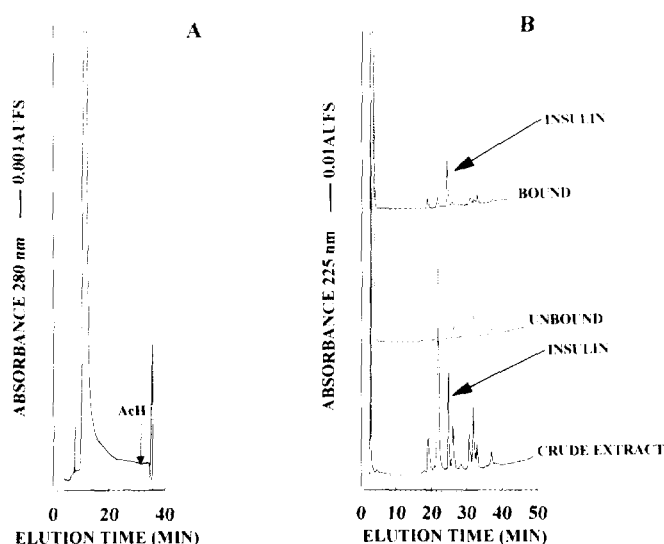 A
ABSORBANCE 280 nm — 0.001AUFS
AcH
0 20 40
ELUTION TIME (MIN)
B
ABSORBANCE 225 nm — 0.01AUFS
INSULIN
BOUND
UNBOUND
INSULIN
CRUDE EXTRACT
0 10 20 30 40 50
ELUTION TIME (MIN)